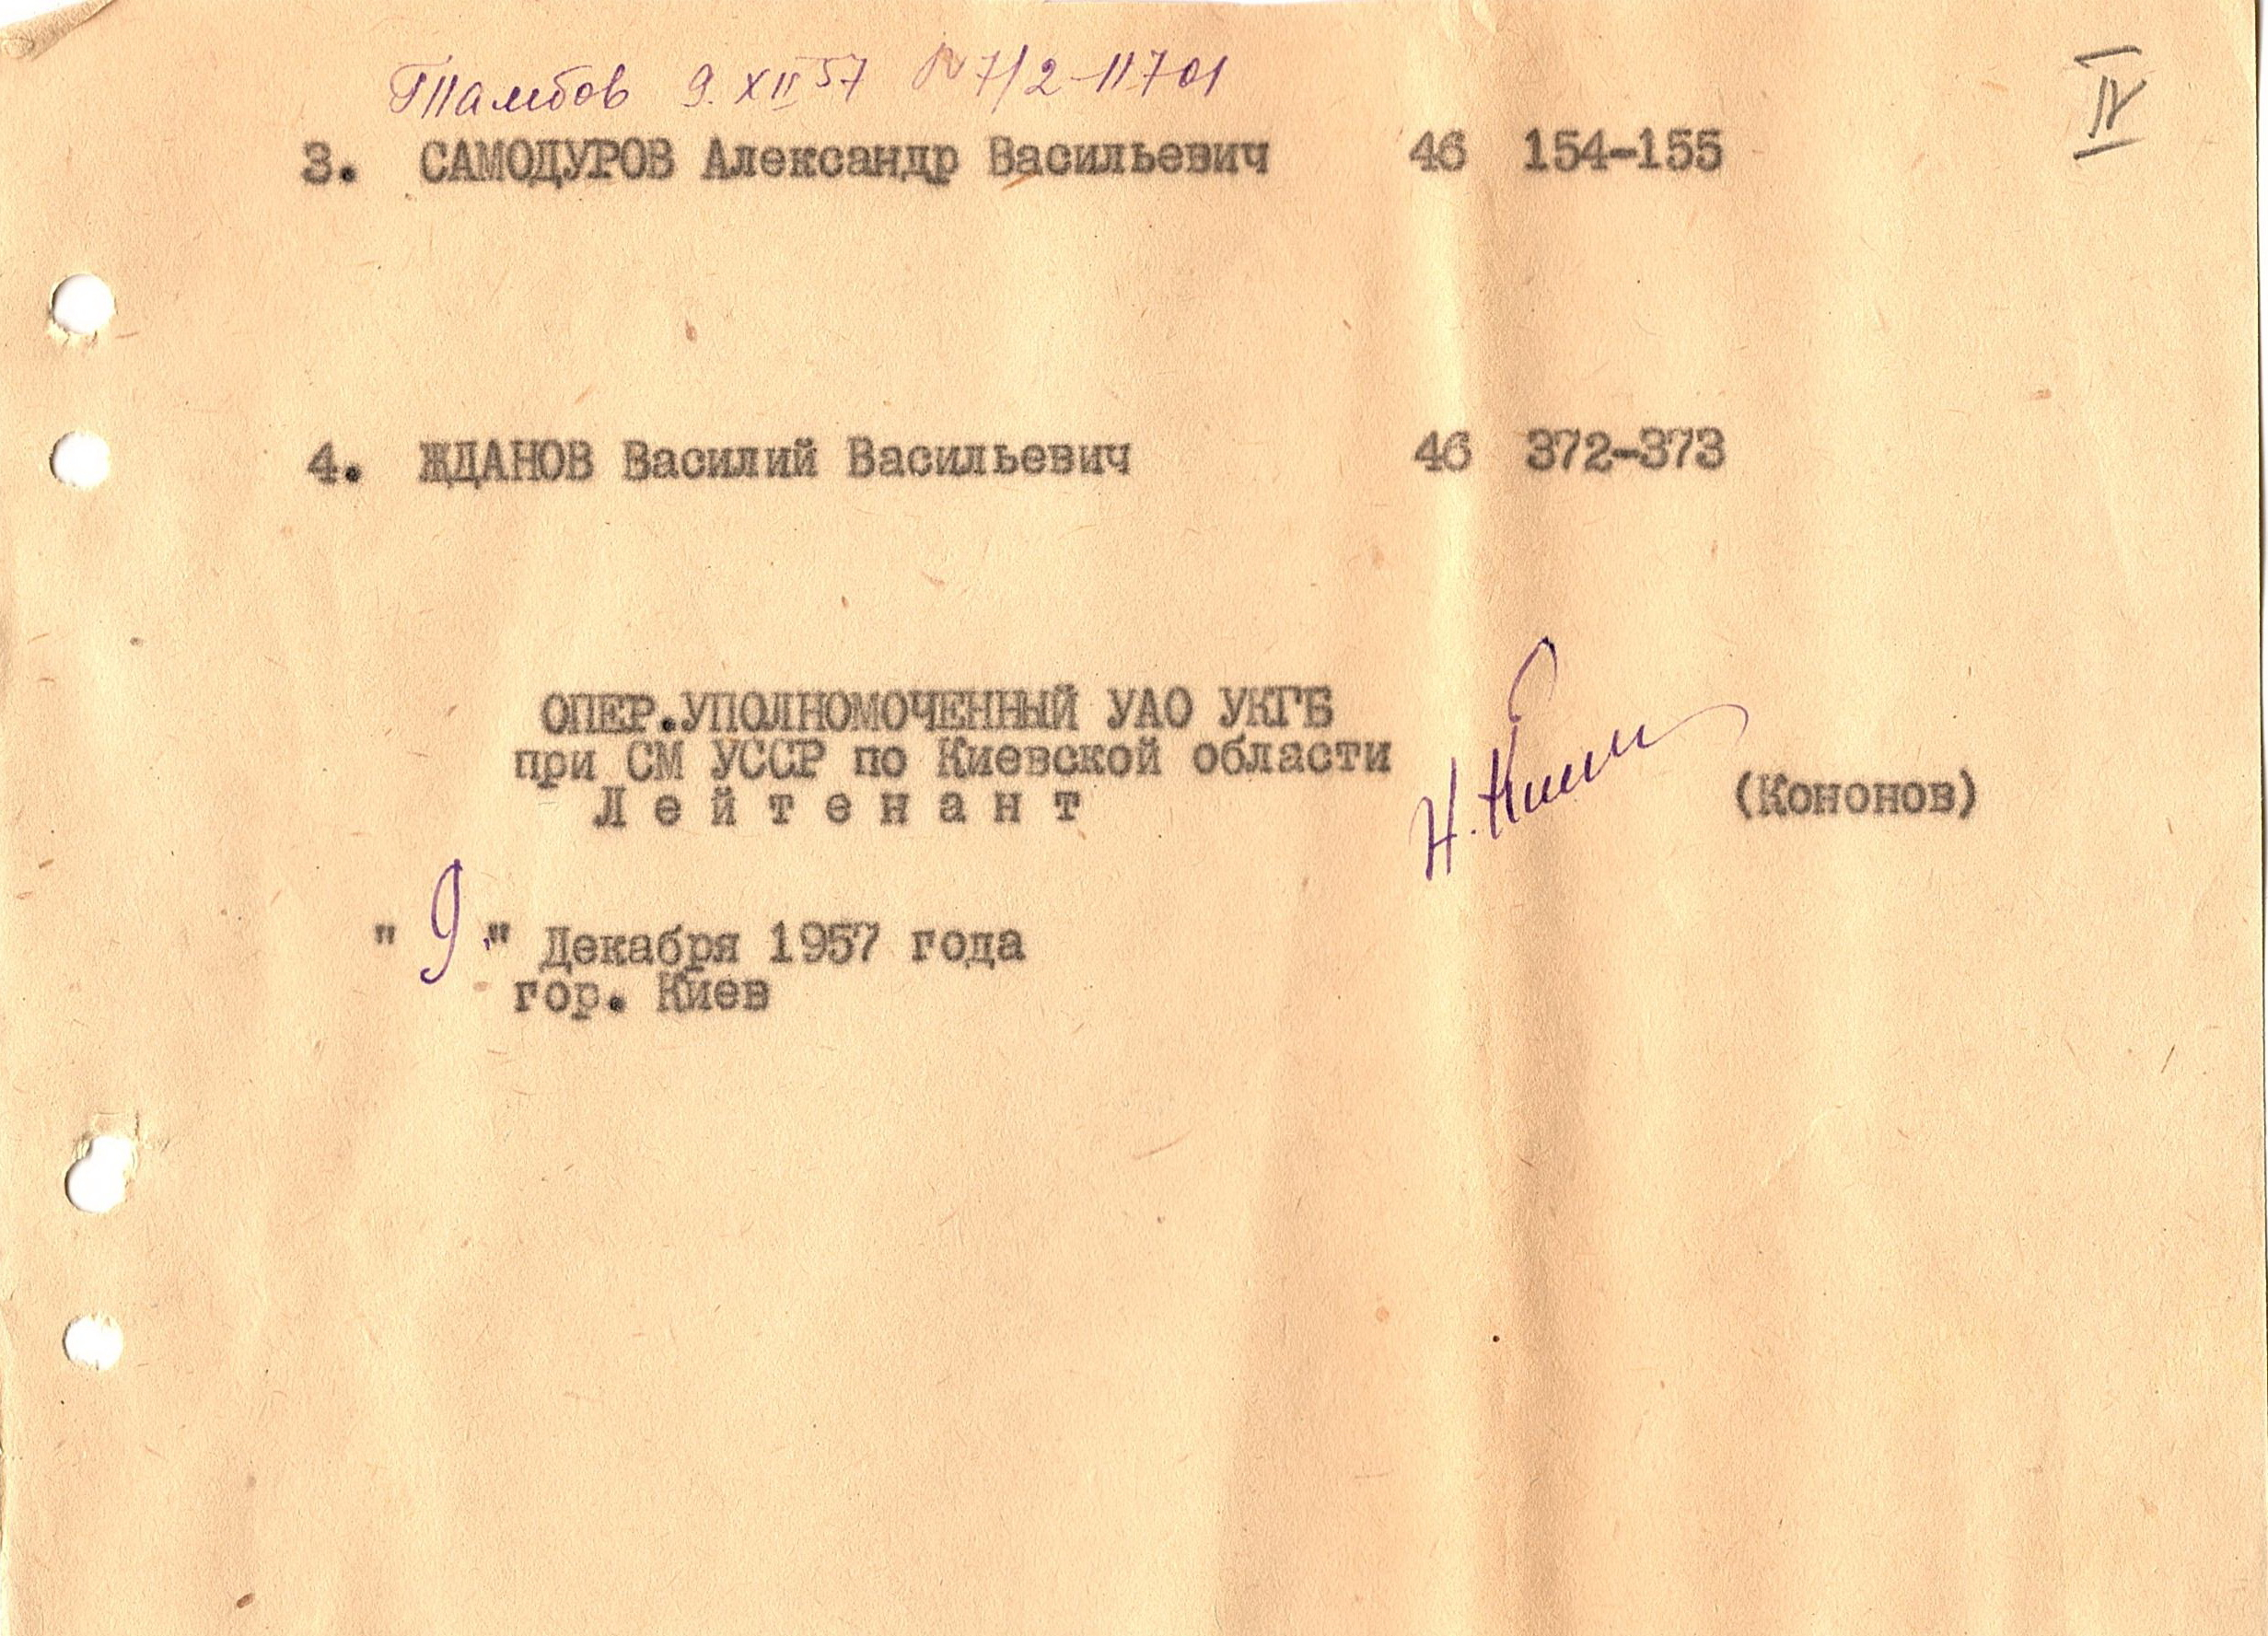 Тамбов 9.XII 57 N 7/2-11701
IV
3. САМОДУРОВ Александр Васильевич 46 154-155
4. ЖДАНОВ Василий Васильевич 46 372-373
ОПЕР.УПОЛНОМОЧЕННЫЙ УАО УКГБ
при СМ УССР по Киевской области
Л е й т е н а н т
(Кононов)
" 9 " Декабря 1957 года
гор. Киев